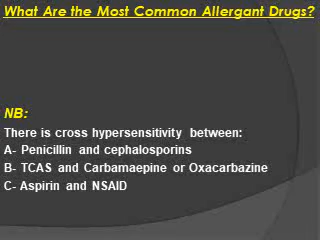 What Are the Most Common Allergant Drugs?
NB:
There is cross hypersensitivity between:
A- Penicillin and cephalosporins
B- TCAS and Carbamaepine or Oxacarbazine
C- Aspirin and NSAID